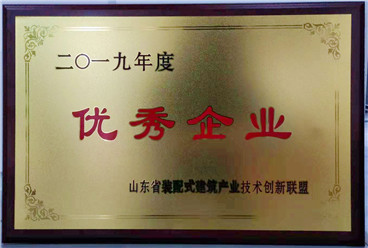 二〇一九年度
优秀企业
山东省装配式建筑产业技术创新联盟